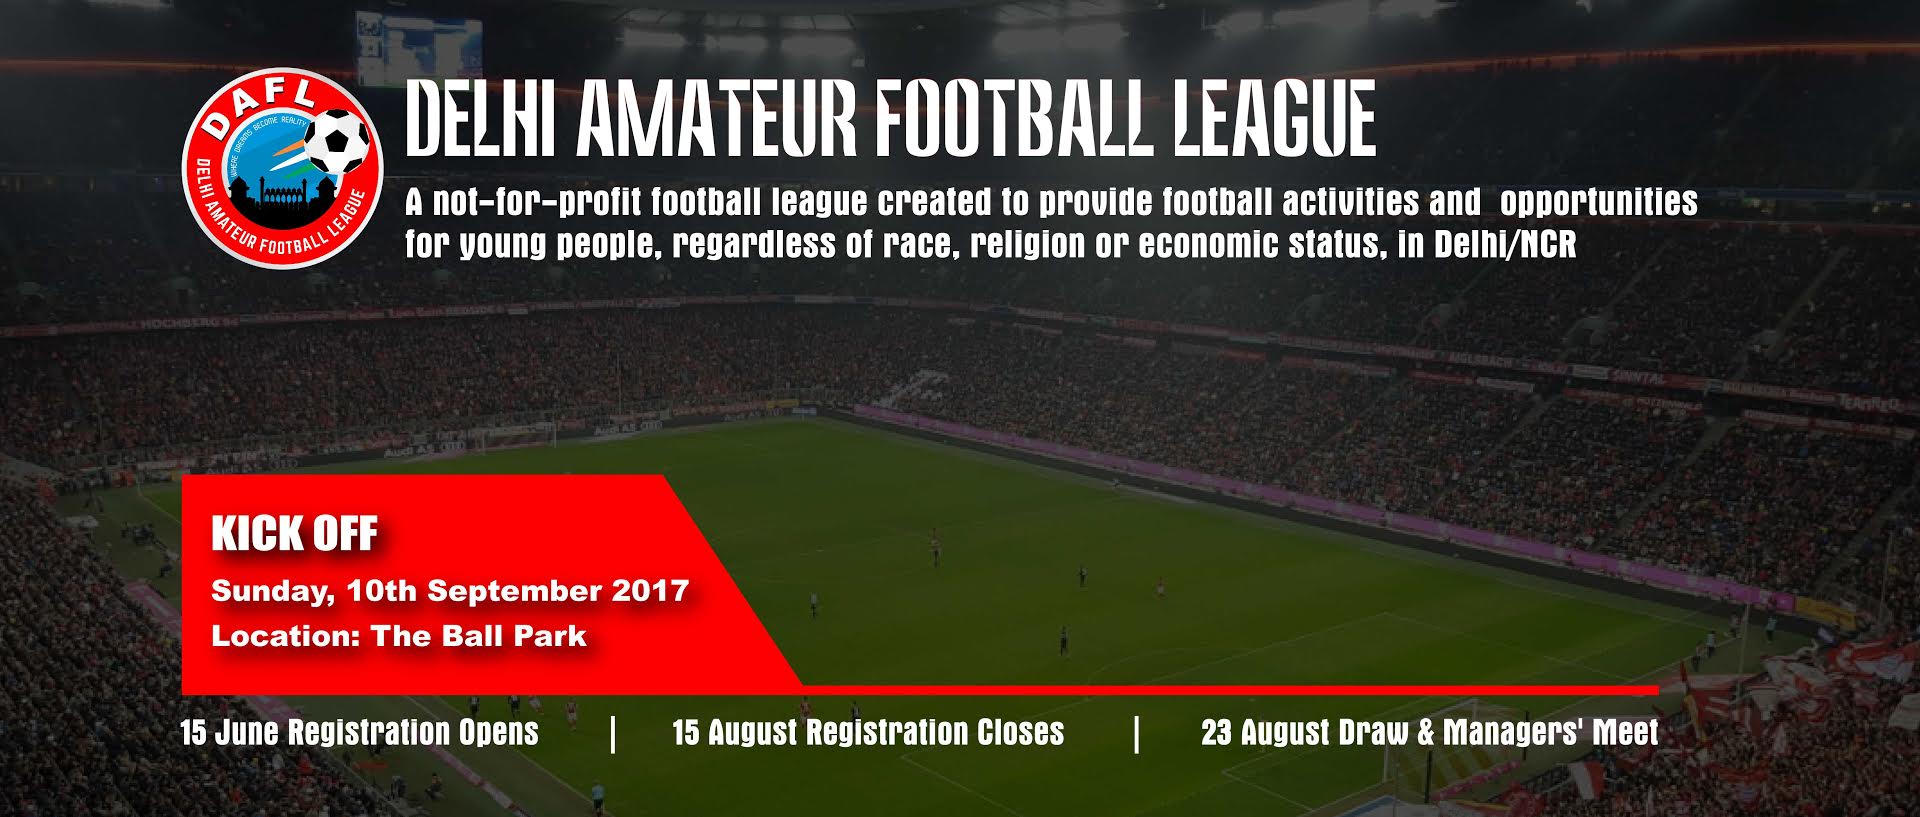 DAFL
WHERE DREAMS BECOME REALITY
DELHI AMATEUR FOOTBALL LEAGUE
DELHI AMATEUR FOOTBALL LEAGUE
A not-for-profit football league created to provide football activities and opportunities
for young people, regardless of race, religion or economic status, in Delhi/NCR
HOCHBERG
Audi
KICK OFF
Sunday, 10th September 2017
Location: The Ball Park
15 June Registration Opens | 15 August Registration Closes | 23 August Draw & Managers' Meet